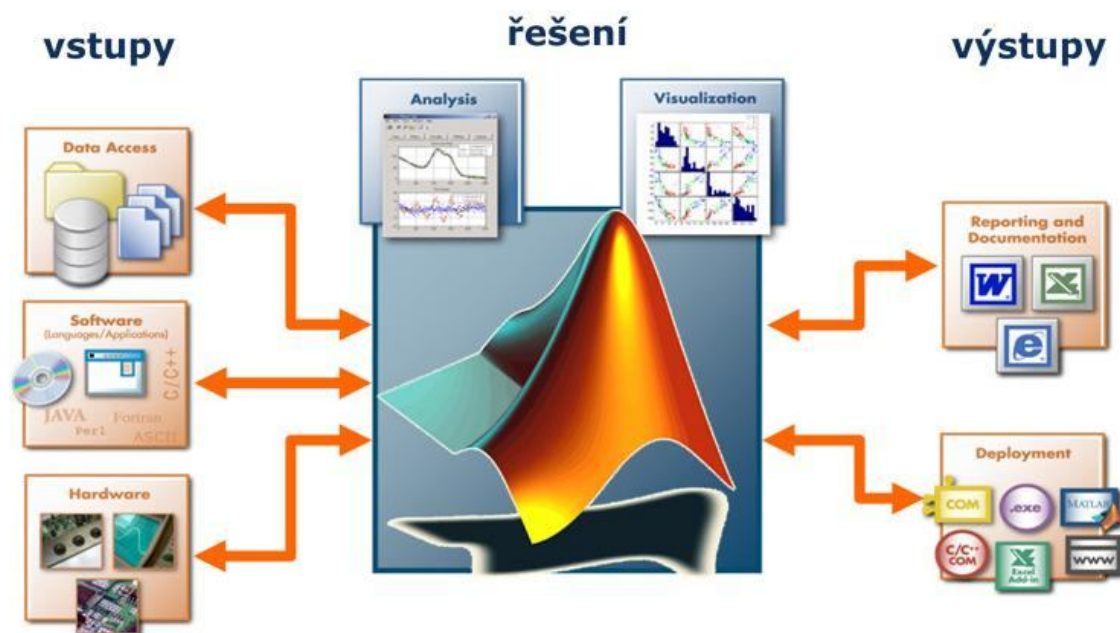 vstupy
řešení
výstupy
Analysis
Visualization
Data Access
Software
(Languages/Applications)
C/C++
JAVA
Fortran
Perl
ASCII
Hardware
Reporting and
Documentation
W
X
e
Deployment
COM
.exe
MATLAB
C/C++
COM
Excel
Add-in
www